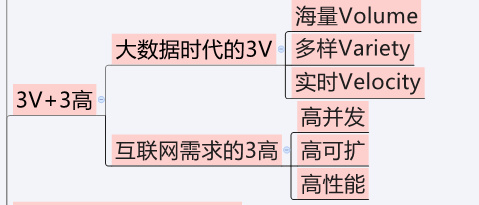 3V+3高
大数据时代的3V
海量Volume
多样Variety
实时Velocity
互联网需求的3高
高并发
高可扩
高性能